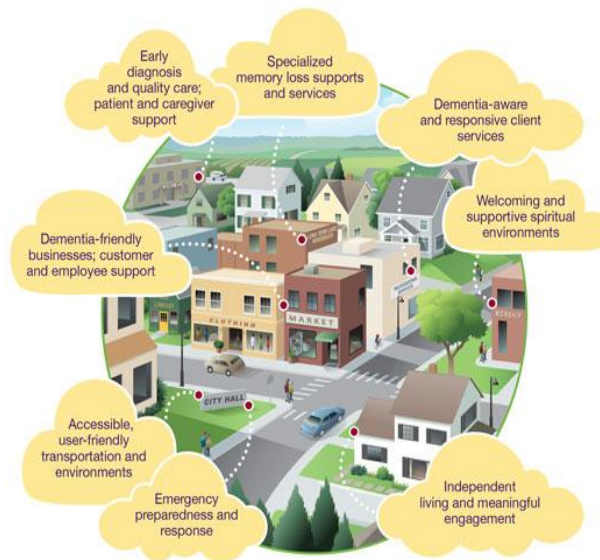 Early
diagnosis
and quality care;
patient and caregiver
support
Specialized
memory loss supports
and services
Dementia-aware
and responsive client
services
Welcoming and
supportive spiritual
environments
Dementia-friendly
businesses; customer
and employee support
LIBRARY
CLOTHING
MARKET
WORSHIP
CITY HALL
Accessible,
user-friendly
transportation and
environments
Emergency
preparedness and
response
Independent
living and meaningful
engagement